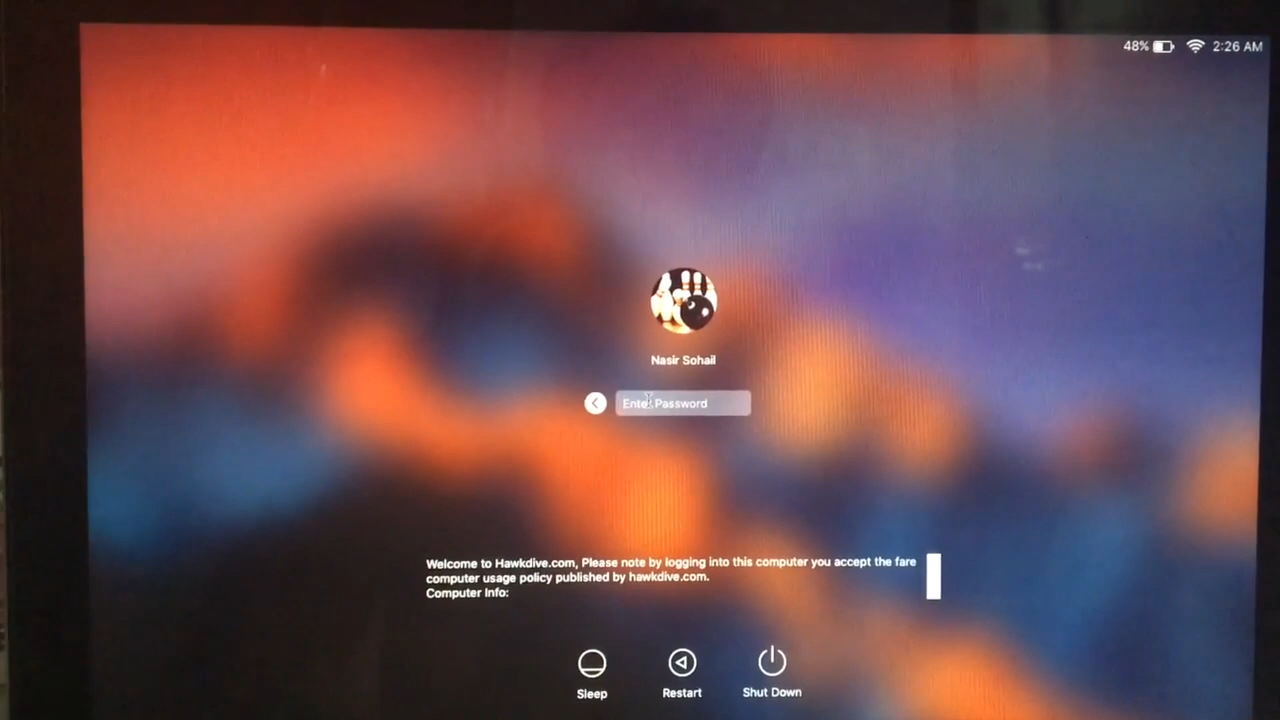 48% 2:26 AM
Nasir Sohail
Enter Password
Welcome to Hawkdive.com, Please note by logging into this computer you accept the fare
computer usage policy published by hawkdive.com.
Computer Info:
Sleep Restart Shut Down